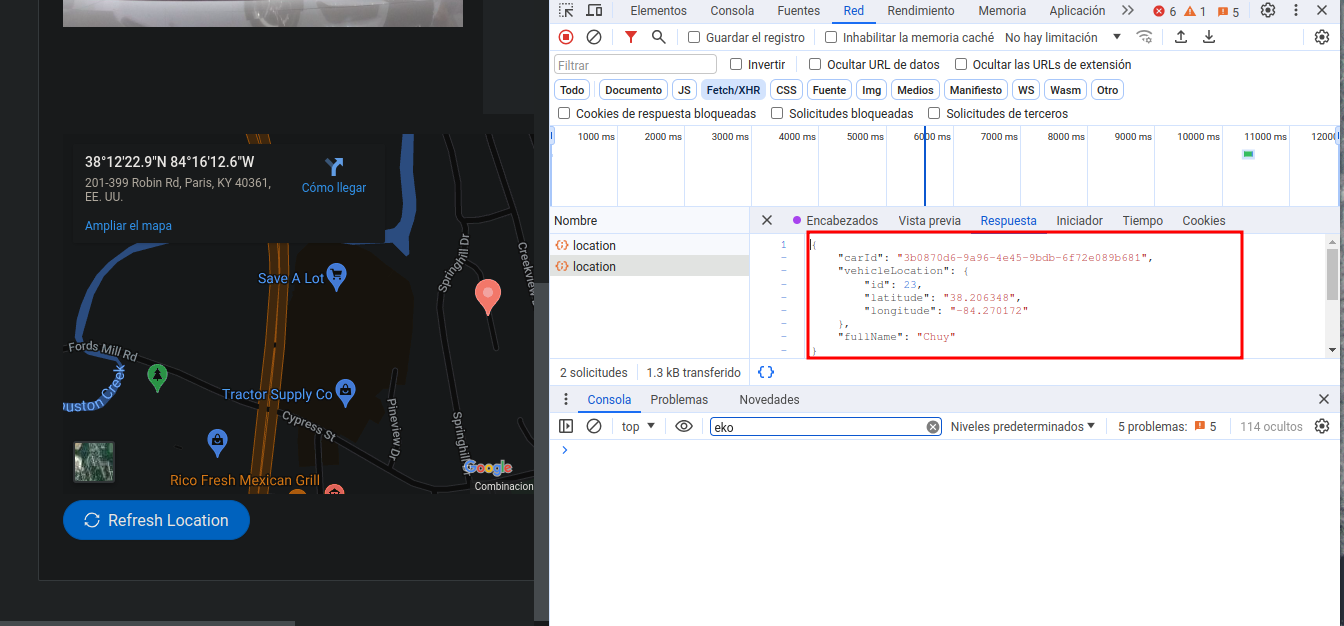 38°12'22.9"N 84°16'12.6"W
201-399 Robin Rd, Paris, KY 40361,
EE. UU.
Cómo llegar
Ampliar el mapa
Save A Lot
Springhill Dr
Creekview D
Fords Mill Rd
ouston Creek
Tractor Supply Co
Cypress St
Pineview Dr
Springhill
Rico Fresh Mexican Grill
Google
Combinacion
Refresh Location
Elementos Consola Fuentes Red Rendimiento Memoria Aplicación 6 1 5
Guardar el registro Inhabilitar la memoria caché No hay limitación
Filtrar Invertir Ocultar URL de datos Ocultar las URLs de extensión
Todo Documento JS Fetch/XHR CSS Fuente Img Medios Manifiesto WS Wasm Otro
Cookies de respuesta bloqueadas Solicitudes bloqueadas Solicitudes de terceros
1000 ms 2000 ms 3000 ms 4000 ms 5000 ms 6000 ms 7000 ms 8000 ms 9000 ms 10000 ms 11000 ms 12000
Nombre
location
location
Encabezados Vista previa Respuesta Iniciador Tiempo Cookies
1 {
- "carId": "3b0870d6-9a96-4e45-9bdb-6f72e089b681",
- "vehicleLocation": {
- "id": 23,
- "latitude": "38.206348",
- "longitude": "-84.270172"
- },
- "fullName": "Chuy"
- }
2 solicitudes 1.3 kB transferido {}
Consola Problemas Novedades
top eko Niveles predeterminados 5 problemas: 5 114 ocultos
>